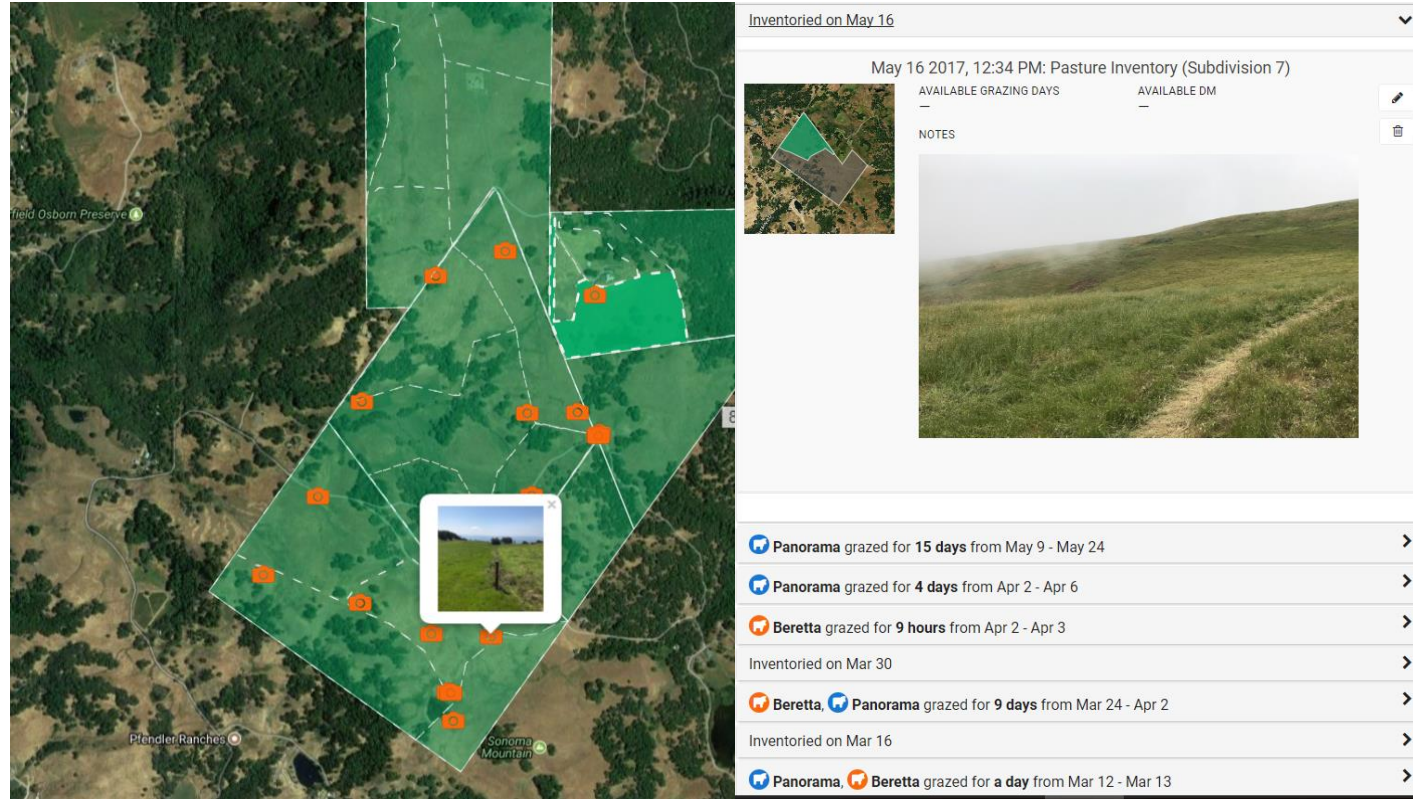 field Osborn Preserve
8
Pfendler Ranches
Sonoma
Mountain
Inventoried on May 16
May 16 2017, 12:34 PM: Pasture Inventory (Subdivision 7)
AVAILABLE GRAZING DAYS AVAILABLE DM
— —
NOTES
Panorama grazed for 15 days from May 9 - May 24
Panorama grazed for 4 days from Apr 2 - Apr 6
Beretta grazed for 9 hours from Apr 2 - Apr 3
Inventoried on Mar 30
Beretta, Panorama grazed for 9 days from Mar 24 - Apr 2
Inventoried on Mar 16
Panorama, Beretta grazed for a day from Mar 12 - Mar 13